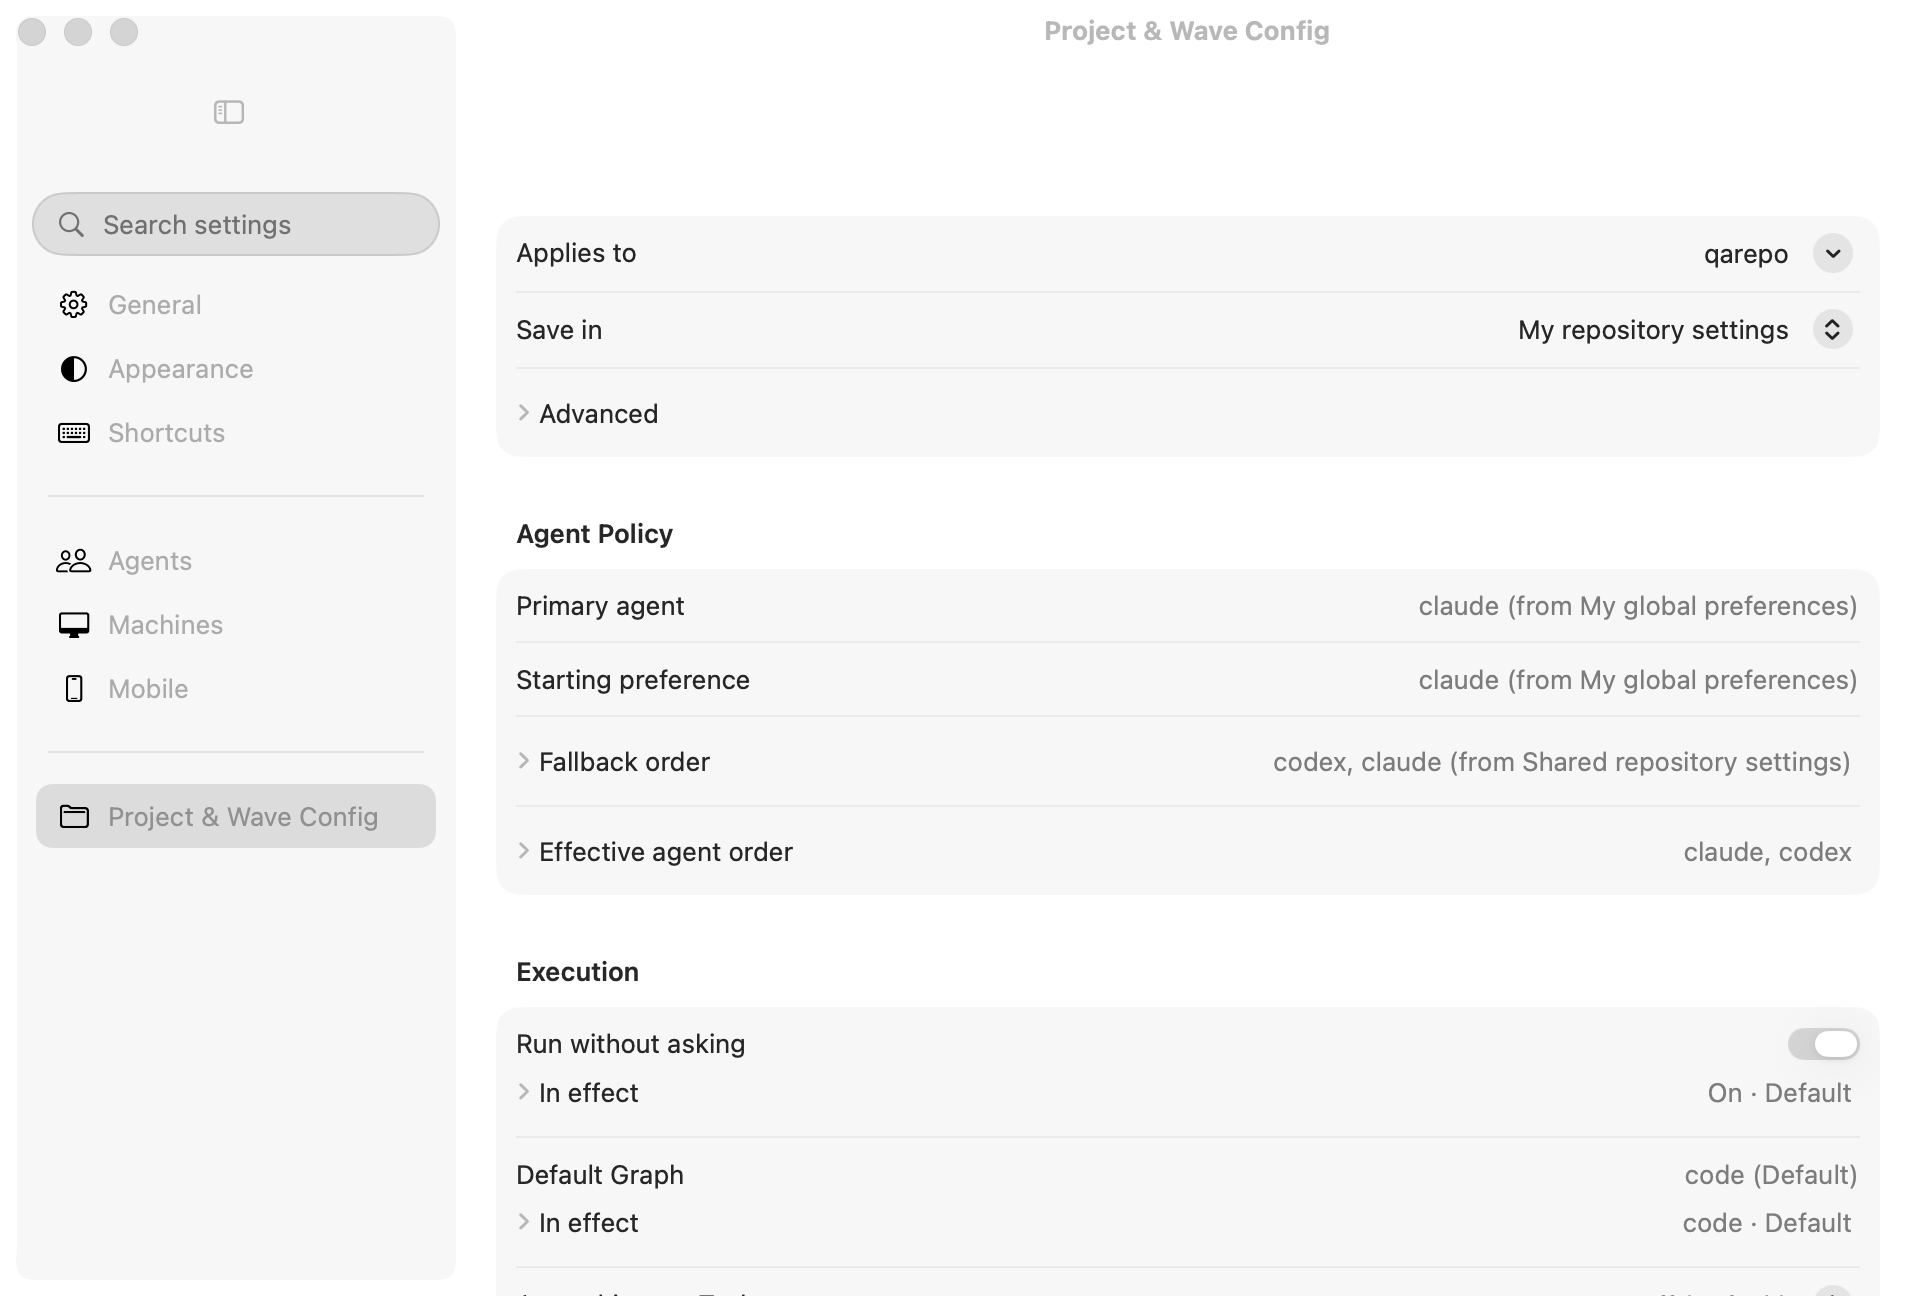 Project & Wave Config
Search settings
General
Appearance
Shortcuts
Agents
Machines
Mobile
Project & Wave Config
Applies to
qarepo
Save in
My repository settings
Advanced
Agent Policy
Primary agent
claude (from My global preferences)
Starting preference
claude (from My global preferences)
Fallback order
codex, claude (from Shared repository settings)
Effective agent order
claude, codex
Execution
Run without asking
In effect
On · Default
Default Graph
code (Default)
In effect
code · Default